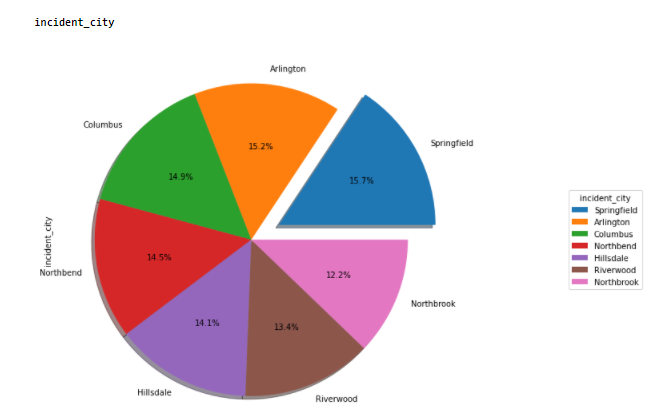 incident_city
Arlington
Columbus
Springfield
15.2%
14.9%
15.7%
incident_city
Springfield
Arlington
Columbus
Northbend
Hillsdale
Riverwood
Northbrook
incident_city
14.5%
Northbend
12.2%
Northbrook
14.1%
13.4%
Hillsdale
Riverwood